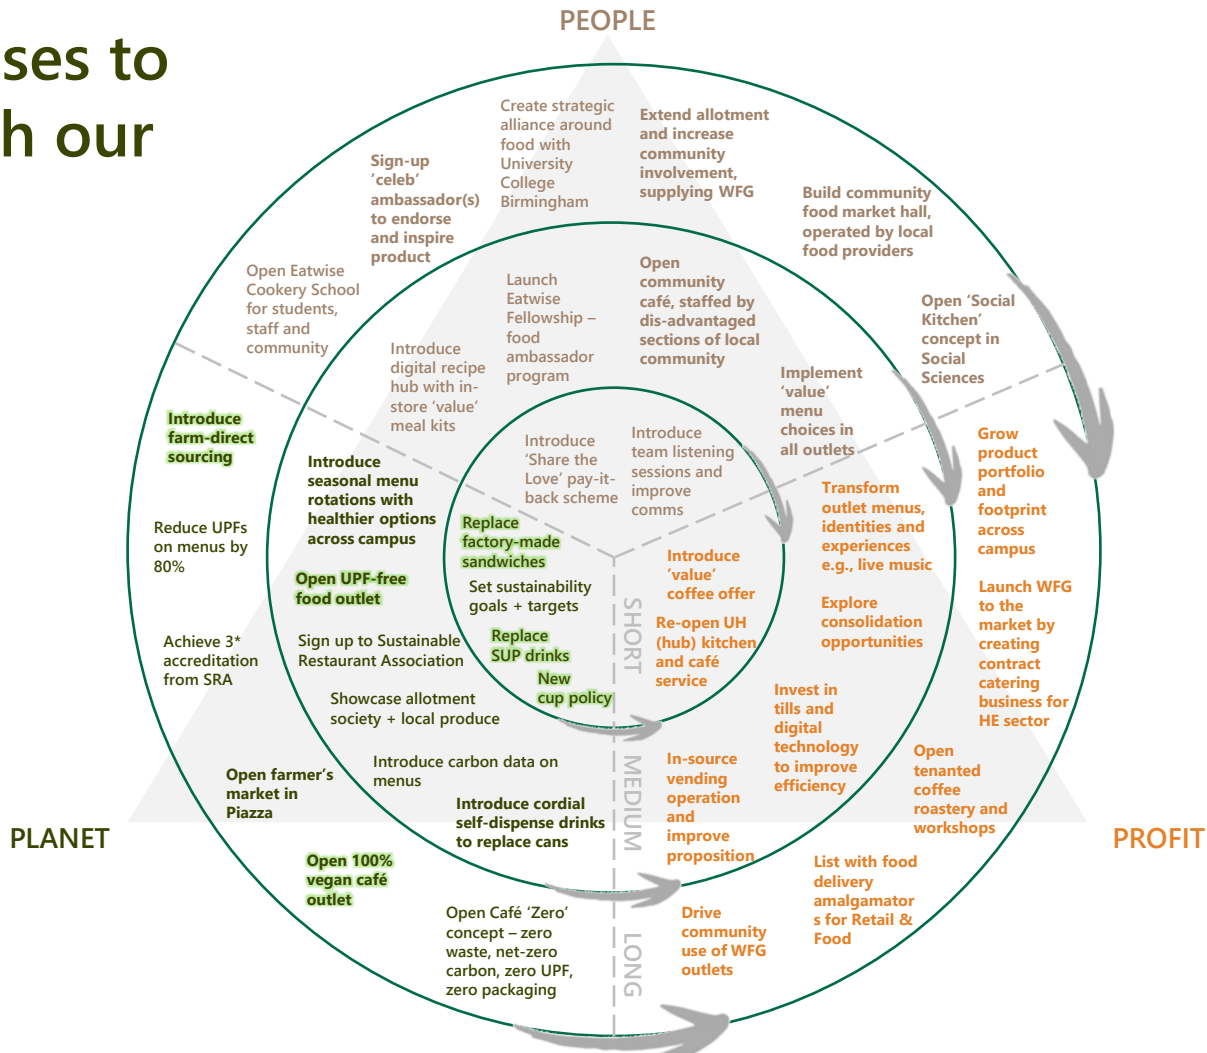 ses to
h our
PEOPLE
Create strategic
alliance around
food with
University
College
Birmingham
Extend allotment
and increase
community
involvement,
supplying WFG
Sign-up
‘celeb’
ambassador(s)
to endorse
and inspire
product
Build community
food market hall,
operated by local
food providers
Open Eatwise
Cookery School
for students,
staff and
community
Launch
Eatwise
Fellowship –
food
ambassador
program
Open
community
café, staffed by
dis-advantaged
sections of local
community
Open ‘Social
Kitchen’
concept in
Social
Sciences
Introduce
digital recipe
hub with in-
store ‘value’
meal kits
Implement
‘value’
menu
choices in
all outlets
Introduce
‘Share the
Love’ pay-it-
back scheme
Introduce
team listening
sessions and
improve
comms
Introduce
farm-direct
sourcing
Introduce
seasonal menu
rotations with
healthier options
across campus
Replace
factory-made
sandwiches
Reduce UPFs
on menus by
80%
Open UPF-free
food outlet
Set sustainability
goals + targets
Achieve 3*
accreditation
from SRA
Sign up to Sustainable
Restaurant Association
Replace
SUP drinks
New
cup policy
Showcase allotment
society + local produce
Open farmer’s
market in
Piazza
Introduce carbon data on
menus
Introduce cordial
self-dispense drinks
to replace cans
PLANET
Open 100%
vegan café
outlet
Open Café ‘Zero’
concept – zero
waste, net-zero
carbon, zero UPF,
zero packaging
SHORT
MEDIUM
LONG
Introduce
‘value’
coffee offer
Re-open UH
(hub) kitchen
and café
service
Transform
outlet menus,
identities and
experiences
e.g., live music
Explore
consolidation
opportunities
Invest in
tills and
digital
technology
to improve
efficiency
In-source
vending
operation
and
improve
proposition
Grow
product
portfolio
and
footprint
across
campus
Launch WFG
to the
market by
creating
contract
catering
business for
HE sector
Open
tenanted
coffee
roastery and
workshops
List with food
delivery
amalgamator
s for Retail &
Food
Drive
community
use of WFG
outlets
PROFIT